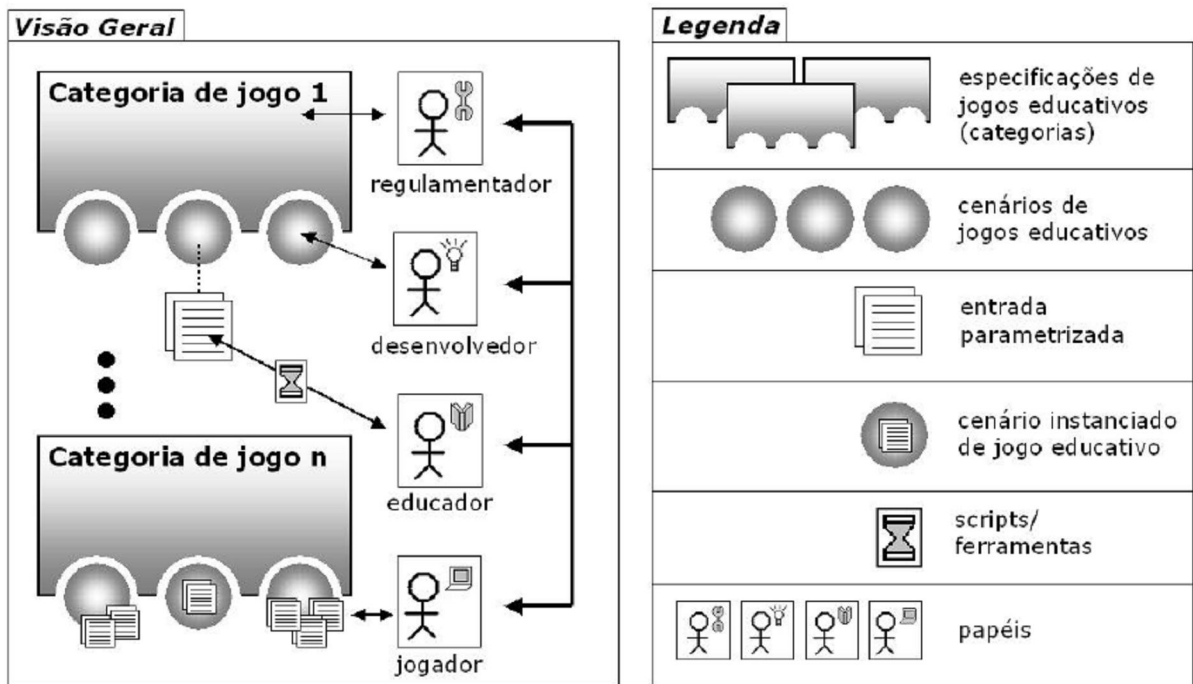 Visão Geral
Categoria de jogo 1
regulamentador
desenvolvedor
Categoria de jogo n
educador
jogador
Legenda
especificações de
jogos educativos
(categorias)
cenários de
jogos educativos
entrada
parametrizada
cenário instanciado
de jogo educativo
scripts/
ferramentas
papéis